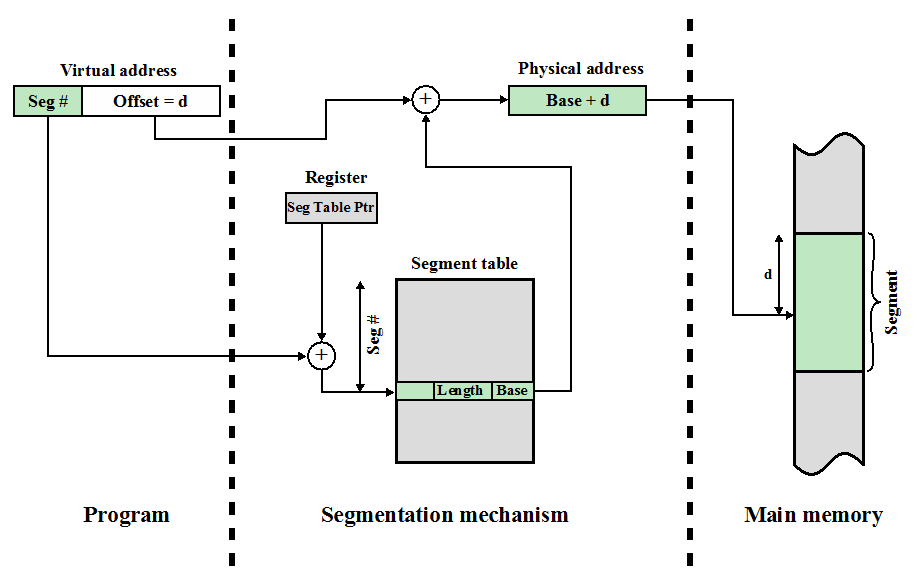 Virtual address
Seg #
Offset = d
+
Physical address
Base + d
Register
Seg Table Ptr
Segment table
Seg #
+
Length
Base
d
Segment
Program
Segmentation mechanism
Main memory